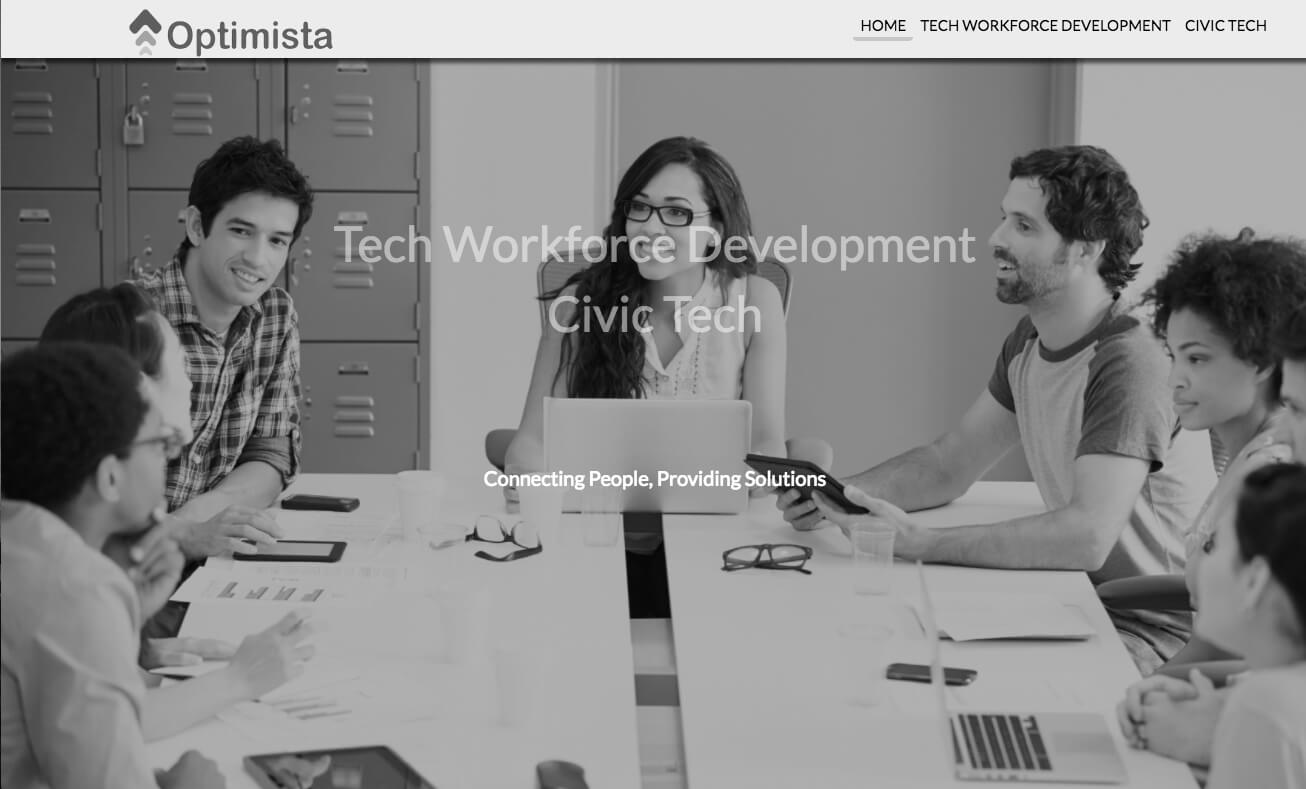 Optimista
HOME TECH WORKFORCE DEVELOPMENT CIVIC TECH
Tech Workforce Development
Civic Tech
Connecting People, Providing Solutions